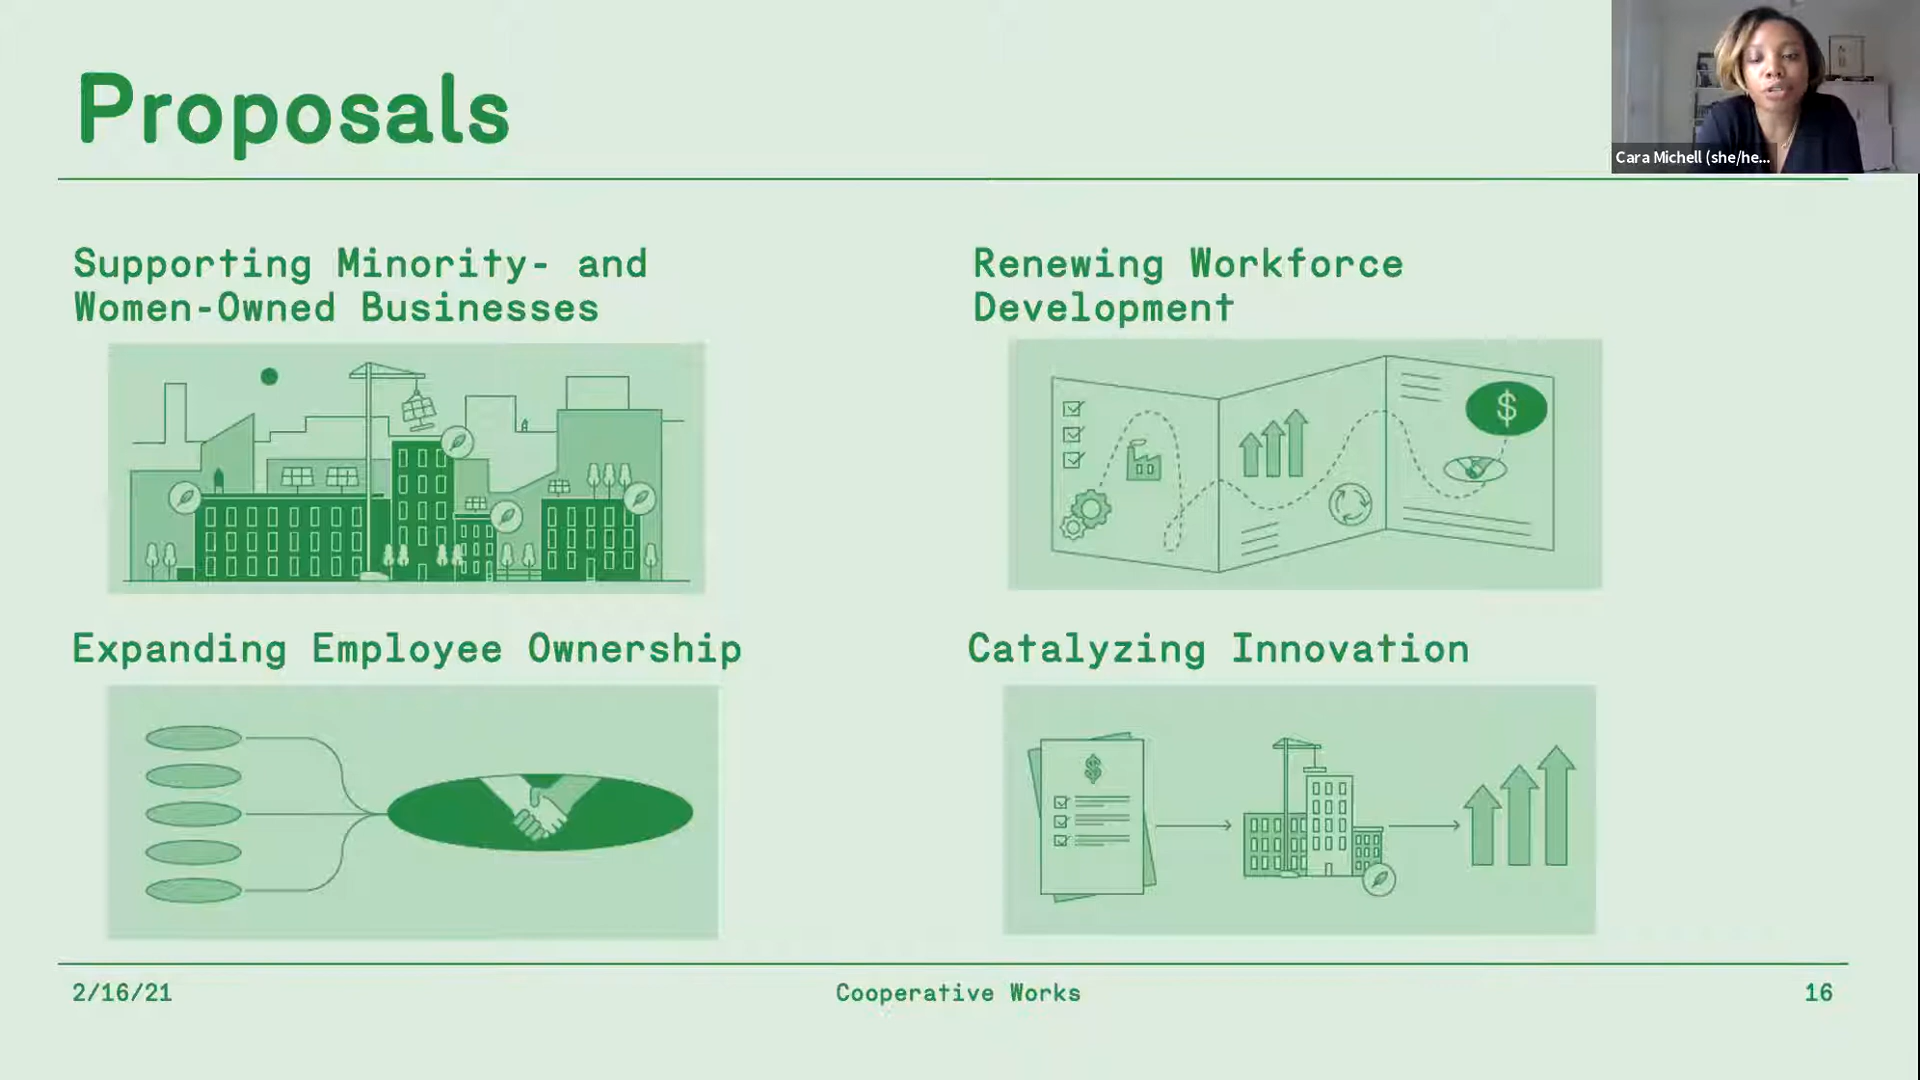 Proposals
Cara Michell (she/he...
Supporting Minority- and
Women-Owned Businesses
Renewing Workforce
Development
$
Expanding Employee Ownership
Catalyzing Innovation
$
2/16/21
Cooperative Works
16